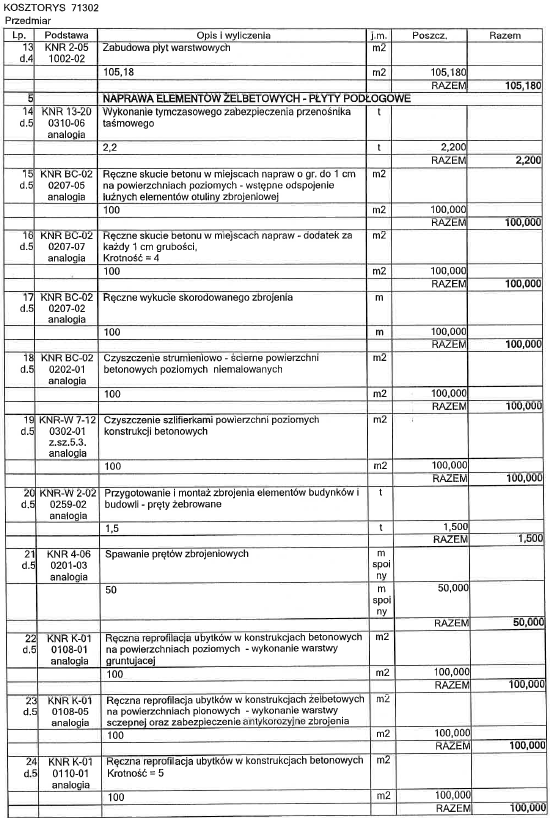 KOSZTORYS 71302
Przedmiar
Lp. Podstawa Opis i wyliczenia j.m. Poszcz. Razem
13 KNR 2-05 Zabudowa płyt warstwowych m2
d.4 1002-02
105,18 m2 105,180
RAZEM 105,180
5 NAPRAWA ELEMENTÓW ŻELBETOWYCH - PŁYTY PODŁOGOWE
14 KNR 13-20 Wykonanie tymczasowego zabezpieczenia przenośnika t
d.5 0310-06 taśmowego
analogia
2,2 t 2,200
RAZEM 2,200
15 KNR BC-02 Ręczne skucie betonu w miejscach napraw o gr. do 1 cm m2
d.5 0207-05 na powierzchniach poziomych - wstępne odspojenie
analogia luźnych elementów otuliny zbrojeniowej
100 m2 100,000
RAZEM 100,000
16 KNR BC-02 Ręczne skucie betonu w miejscach napraw - dodatek za m2
d.5 0207-07 każdy 1 cm grubości,
analogia Krotność = 4
100 m2 100,000
RAZEM 100,000
17 KNR BC-02 Ręczne wykucie skorodowanego zbrojenia m
d.5 0207-02
analogia
100 m 100,000
RAZEM 100,000
18 KNR BC-02 Czyszczenie strumieniowo - ścierne powierzchni m2
d.5 0202-01 betonowych poziomych niemalowanych
analogia
100 m2 100,000
RAZEM 100,000
19 KNR-W 7-12 Czyszczenie szlifierkami powierzchni poziomych m2
d.5 0302-01 konstrukcji betonowych
z.sz.5.3.
analogia
100 m2 100,000
RAZEM 100,000
20 KNR-W 2-02 Przygotowanie i montaż zbrojenia elementów budynków i t
d.5 0259-02 budowli - pręty żebrowane
analogia
1,5 t 1,500
RAZEM 1,500
21 KNR 4-06 Spawanie prętów zbrojeniowych m
d.5 0201-03 spoi
analogia ny
50 m 50,000
spoi
ny
RAZEM 50,000
22 KNR K-01 Ręczna reprofilacja ubytków w konstrukcjach betonowych m2
d.5 0108-01 na powierzchniach poziomych - wykonanie warstwy
analogia gruntującej
100 m2 100,000
RAZEM 100,000
23 KNR K-01 Ręczna reprofilacja ubytków w konstrukcjach żelbetowych m2
d.5 0108-05 na powierzchniach pionowych - wykonanie warstwy
analogia sczepnej oraz zabezpieczenie antykorozyjne zbrojenia
100 m2 100,000
RAZEM 100,000
24 KNR K-01 Ręczna reprofilacja ubytków w konstrukcjach betonowych m2
d.5 0110-01 Krotność = 5
analogia
100 m2 100,000
RAZEM 100,000